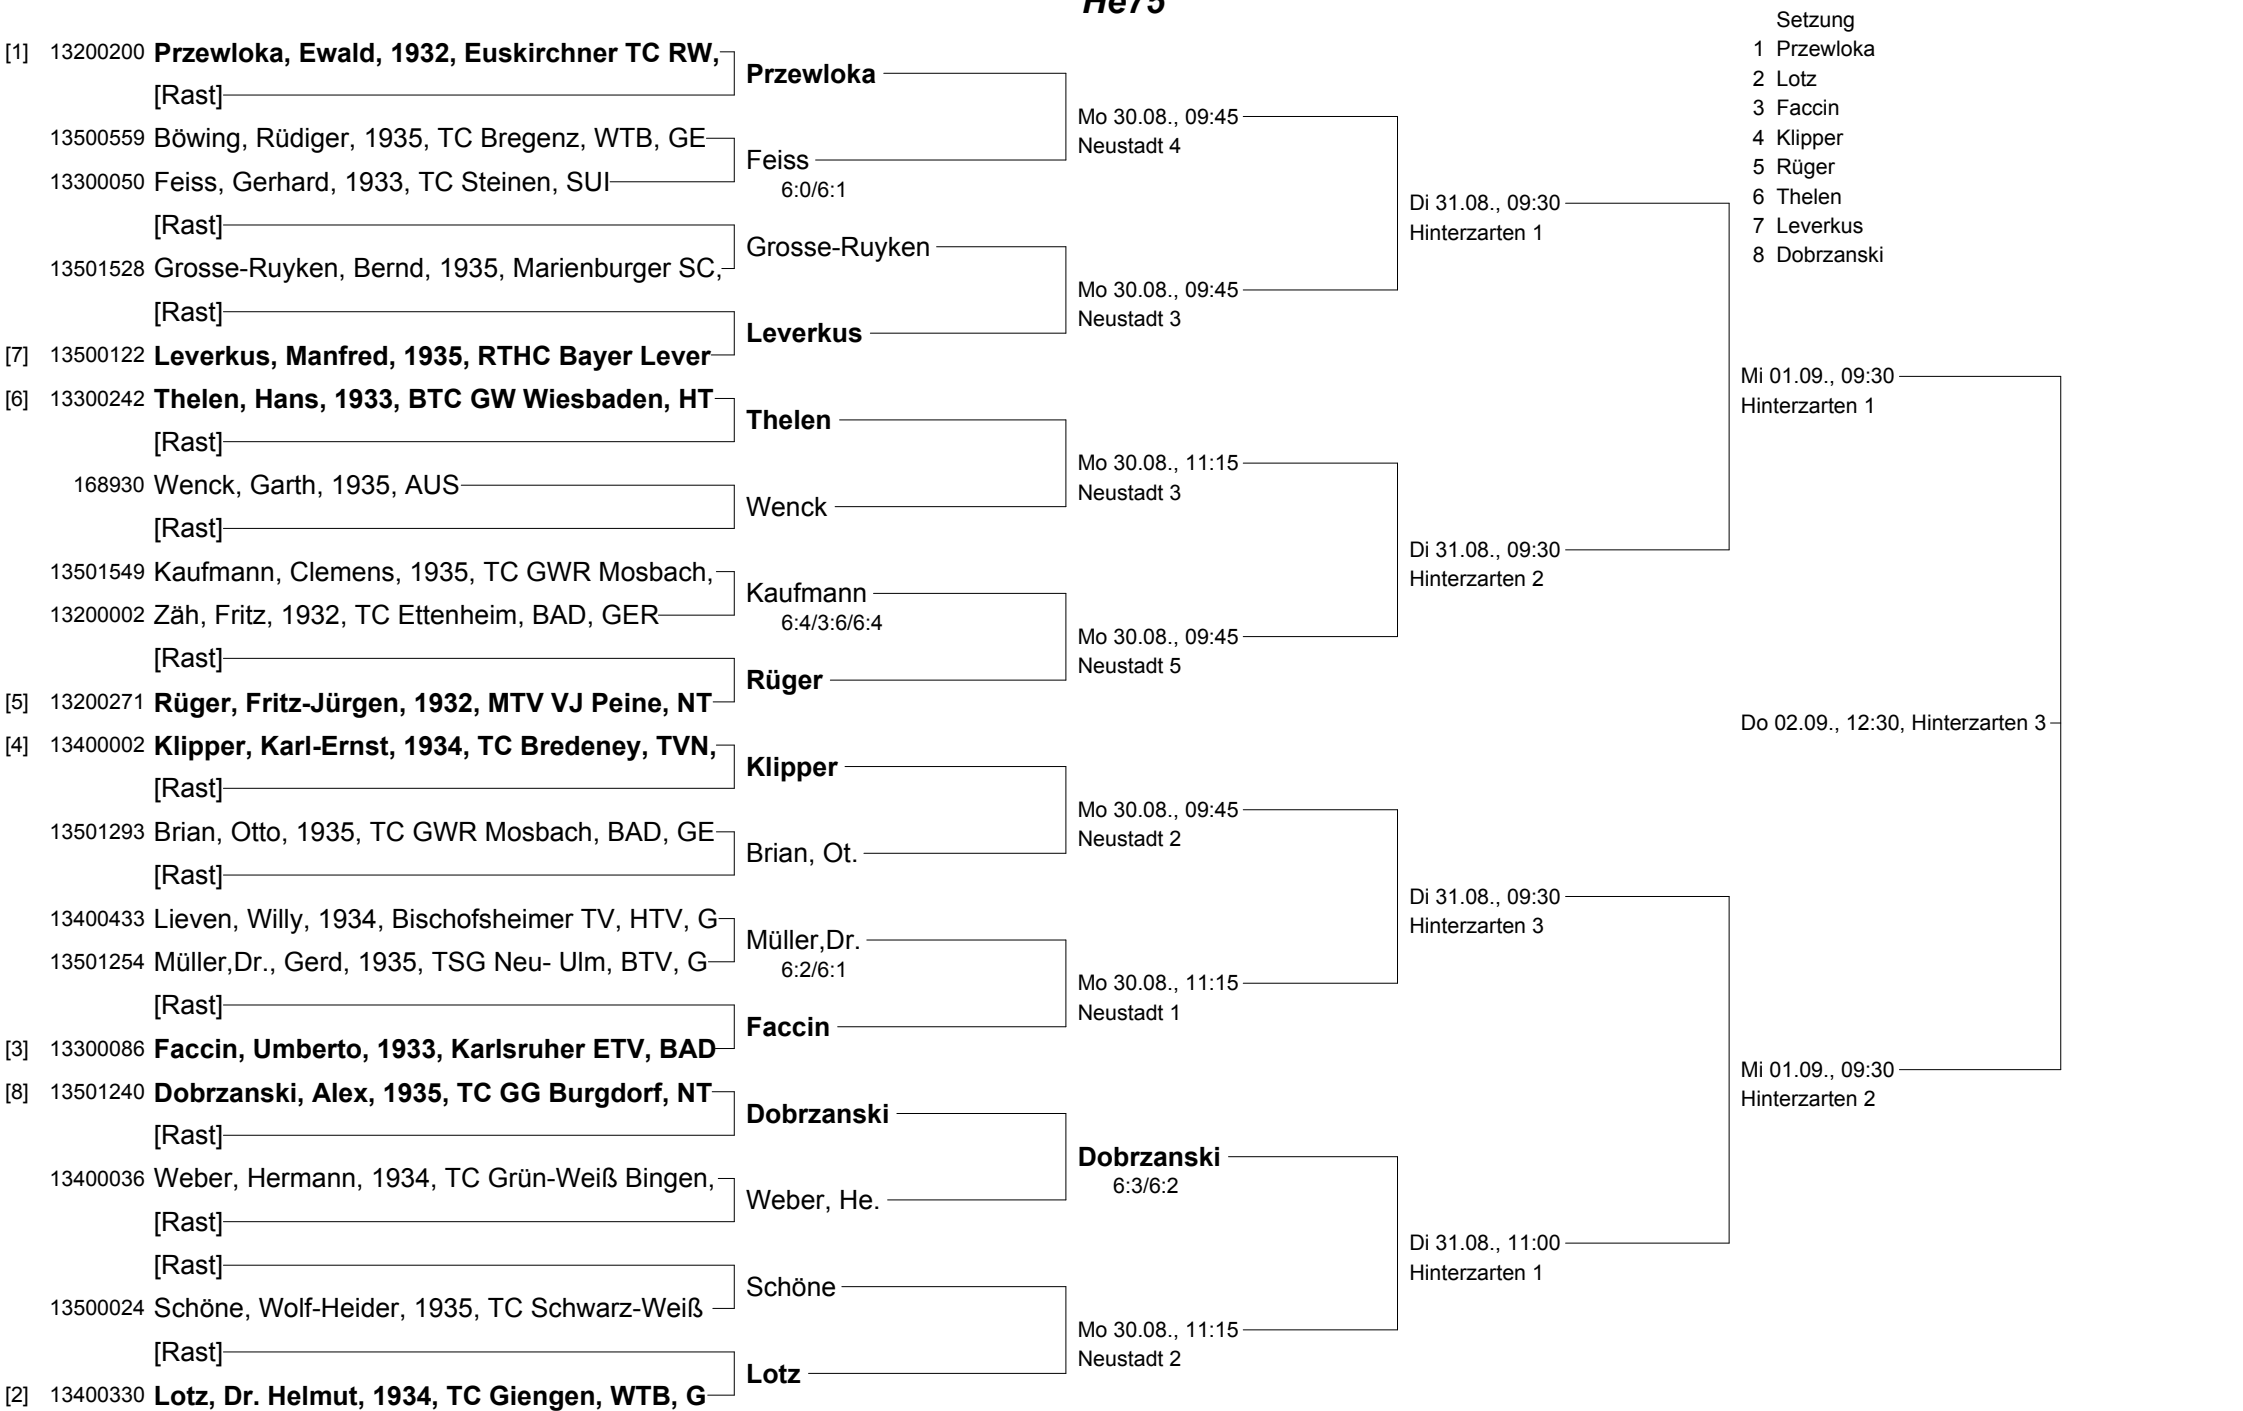 He75
[1] 13200200 Przewloka, Ewald, 1932, Euskirchner TC RW,
[Rast]
13500559 Böwing, Rüdiger, 1935, TC Bregenz, WTB, GE
13300050 Feiss, Gerhard, 1933, TC Steinen, SUI
[Rast]
13501528 Grosse-Ruyken, Bernd, 1935, Marienburger SC,
[Rast]
[7] 13500122 Leverkus, Manfred, 1935, RTHC Bayer Lever
[6] 13300242 Thelen, Hans, 1933, BTC GW Wiesbaden, HT
[Rast]
168930 Wenck, Garth, 1935, AUS
[Rast]
13501549 Kaufmann, Clemens, 1935, TC GWR Mosbach,
13200002 Zäh, Fritz, 1932, TC Ettenheim, BAD, GER
[Rast]
[5] 13200271 Rüger, Fritz-Jürgen, 1932, MTV VJ Peine, NT
[4] 13400002 Klipper, Karl-Ernst, 1934, TC Bredeney, TVN,
[Rast]
13501293 Brian, Otto, 1935, TC GWR Mosbach, BAD, GE
[Rast]
13400433 Lieven, Willy, 1934, Bischofsheimer TV, HTV, G
13501254 Müller,Dr., Gerd, 1935, TSG Neu- Ulm, BTV, G
[Rast]
[3] 13300086 Faccin, Umberto, 1933, Karlsruher ETV, BAD
[8] 13501240 Dobrzanski, Alex, 1935, TC GG Burgdorf, NT
[Rast]
13400036 Weber, Hermann, 1934, TC Grün-Weiß Bingen,
[Rast]
[Rast]
13500024 Schöne, Wolf-Heider, 1935, TC Schwarz-Weiß
[Rast]
[2] 13400330 Lotz, Dr. Helmut, 1934, TC Giengen, WTB, G
Przewloka
Feiss
6:0/6:1
Grosse-Ruyken
Leverkus
Thelen
Wenck
Kaufmann
6:4/3:6/6:4
Rüger
Klipper
Brian, Ot.
Müller,Dr.
6:2/6:1
Faccin
Dobrzanski
Weber, He.
Schöne
Lotz
Mo 30.08., 09:45
Neustadt 4
Mo 30.08., 09:45
Neustadt 3
Mo 30.08., 11:15
Neustadt 3
Mo 30.08., 09:45
Neustadt 5
Mo 30.08., 09:45
Neustadt 2
Mo 30.08., 11:15
Neustadt 1
Dobrzanski
6:3/6:2
Mo 30.08., 11:15
Neustadt 2
Di 31.08., 09:30
Hinterzarten 1
Di 31.08., 09:30
Hinterzarten 2
Di 31.08., 09:30
Hinterzarten 3
Di 31.08., 11:00
Hinterzarten 1
Mi 01.09., 09:30
Hinterzarten 1
Do 02.09., 12:30, Hinterzarten 3
Mi 01.09., 09:30
Hinterzarten 2
Setzung
1 Przewloka
2 Lotz
3 Faccin
4 Klipper
5 Rüger
6 Thelen
7 Leverkus
8 Dobrzanski